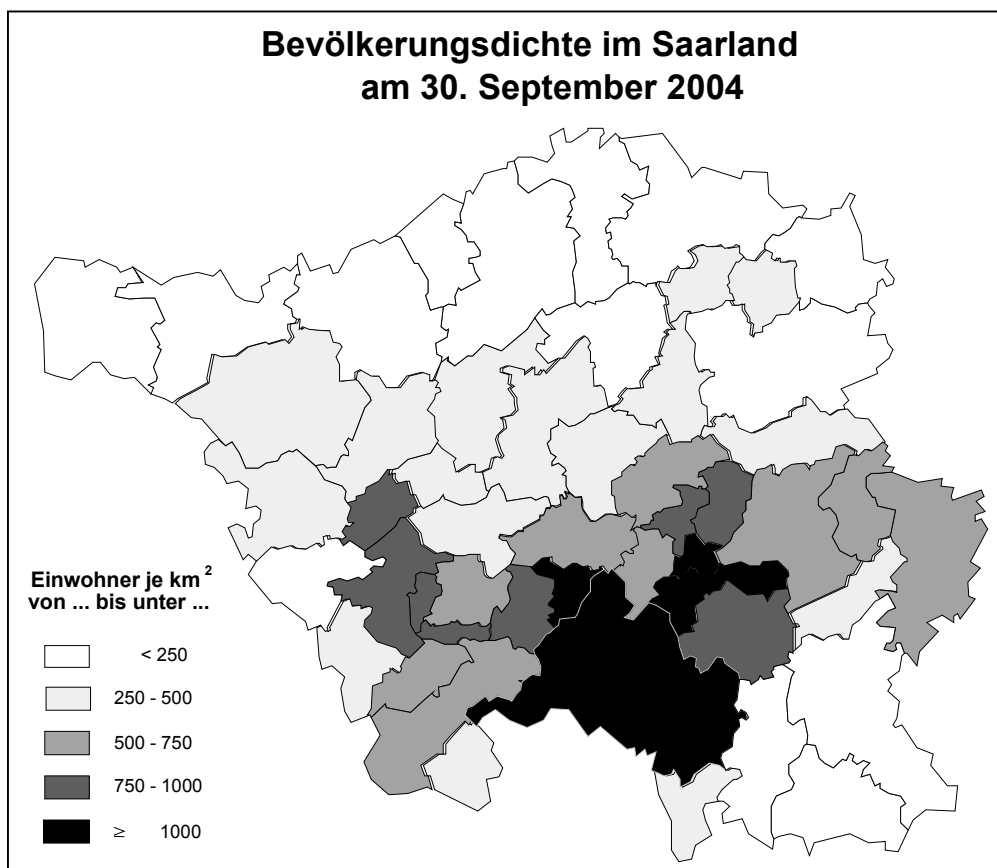 Bevölkerungsdichte im Saarland
am 30. September 2004
Einwohner je km²
von ... bis unter ...
< 250
250 - 500
500 - 750
750 - 1000
≥ 1000